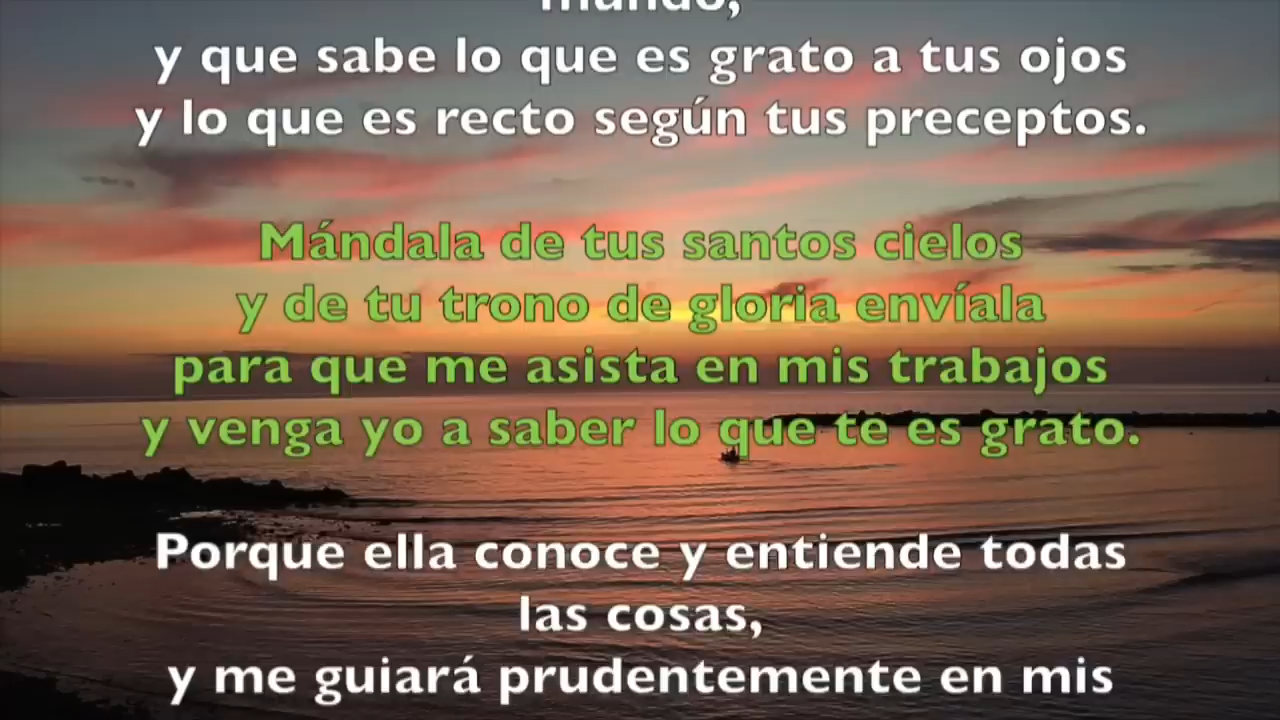 mundo,
y que sabe lo que es grato a tus ojos
y lo que es recto según tus preceptos.
Mándala de tus santos cielos
y de tu trono de gloria envíala
para que me asista en mis trabajos
y venga yo a saber lo que te es grato.
Porque ella conoce y entiende todas
las cosas,
y me guiará prudentemente en mis